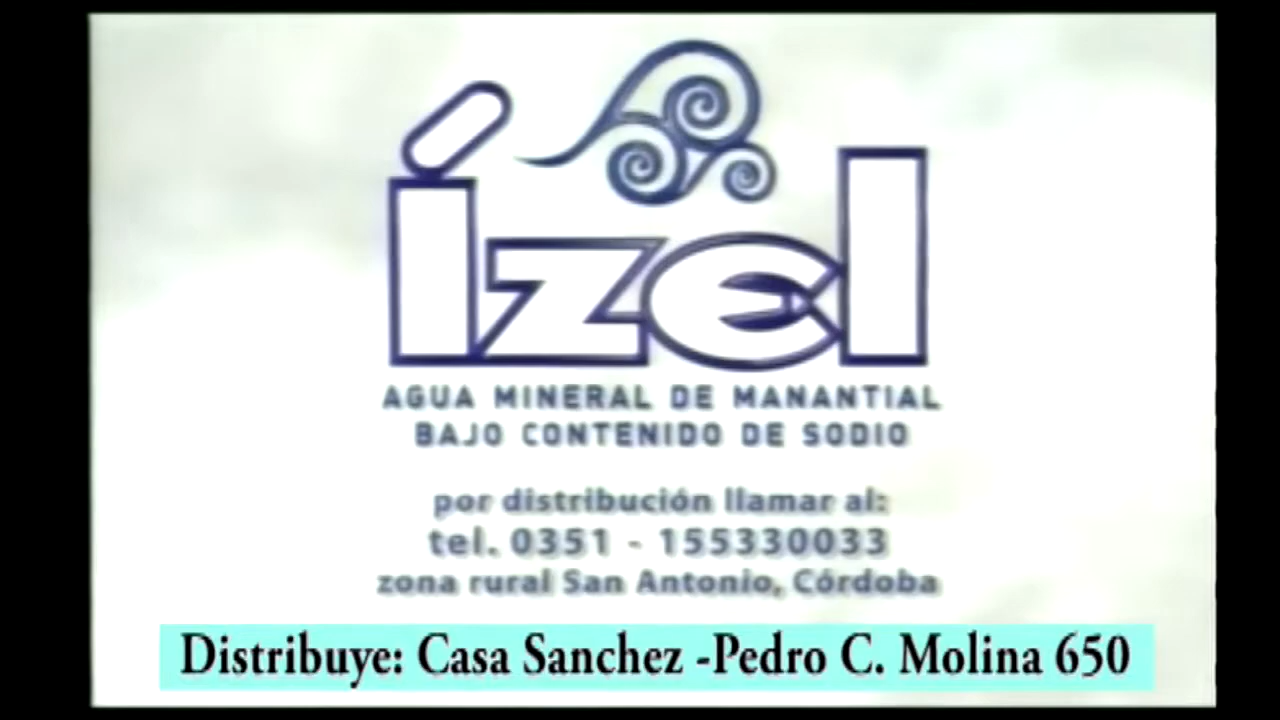 ízel
AGUA MINERAL DE MANANTIAL
BAJO CONTENIDO DE SODIO
por distribución llamar al:
tel. 0351 - 155330033
zona rural San Antonio, Córdoba
Distribuye: Casa Sanchez -Pedro C. Molina 650